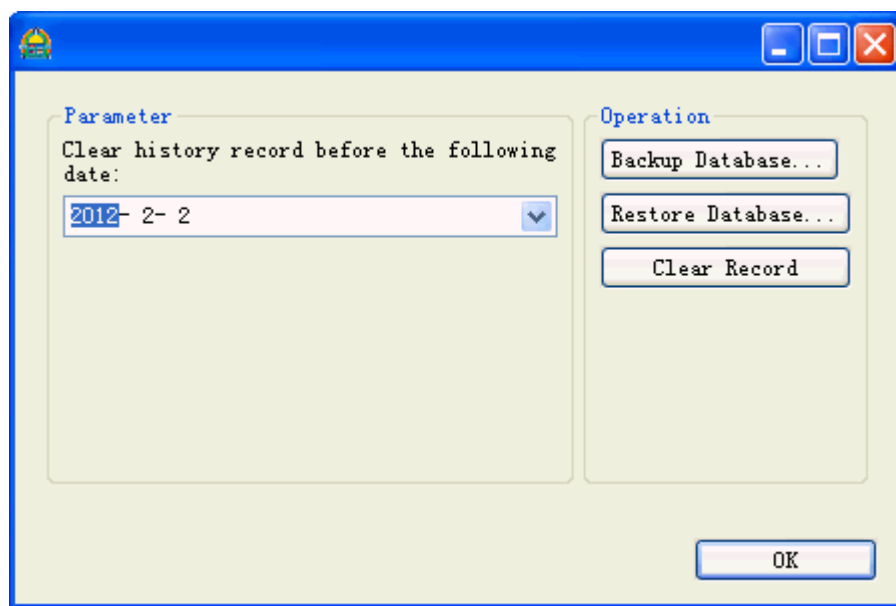 Parameter
Clear history record before the following
date:
2012- 2- 2
Operation
Backup Database...
Restore Database...
Clear Record
OK